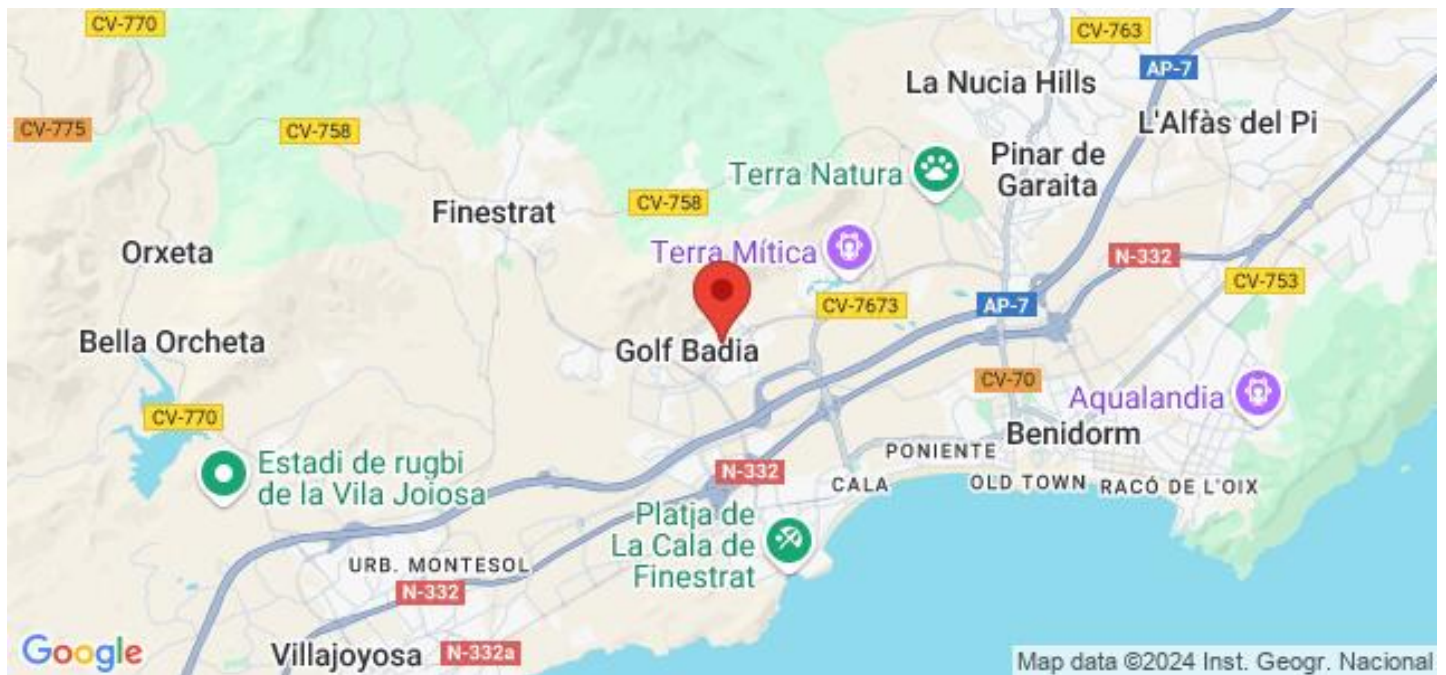 CV-770
CV-763
AP-7
La Nucia Hills
L'Alfàs del Pi
CV-775
CV-758
Pinar de
Garaita
Terra Natura
CV-758
Finestrat
Orxeta
Terra Mítica
N-332
CV-753
CV-7673
AP-7
Bella Orcheta
Golf Badia
CV-70
Aqualandia
CV-770
Benidorm
PONIENTE
Estadi de rugbi
de la Vila Joiosa
N-332
CALA
OLD TOWN
RACÓ DE L'OIX
Platja de
La Cala de
Finestrat
URB. MONTESOL
N-332
Villajoyosa
N-332a
Google
Map data ©2024 Inst. Geogr. Nacional